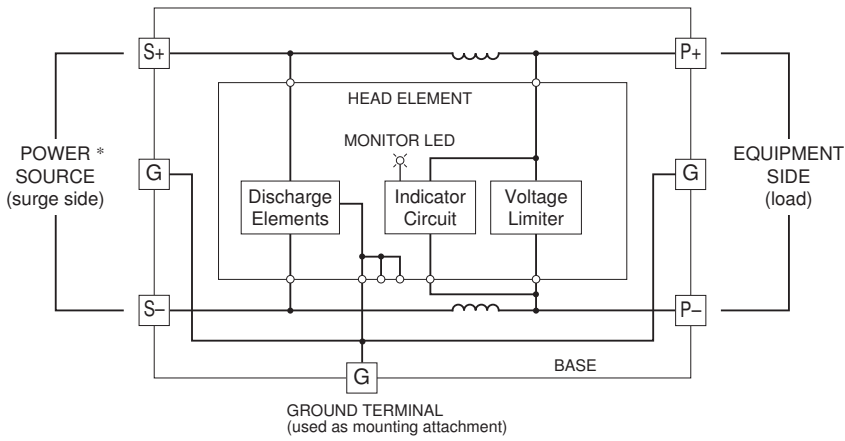 S+
P+
HEAD ELEMENT
MONITOR LED
POWER *
SOURCE
(surge side)
G
Discharge
Elements
Indicator
Circuit
Voltage
Limiter
G
EQUIPMENT
SIDE
(load)
S–
P–
G
BASE
GROUND TERMINAL
(used as mounting attachment)